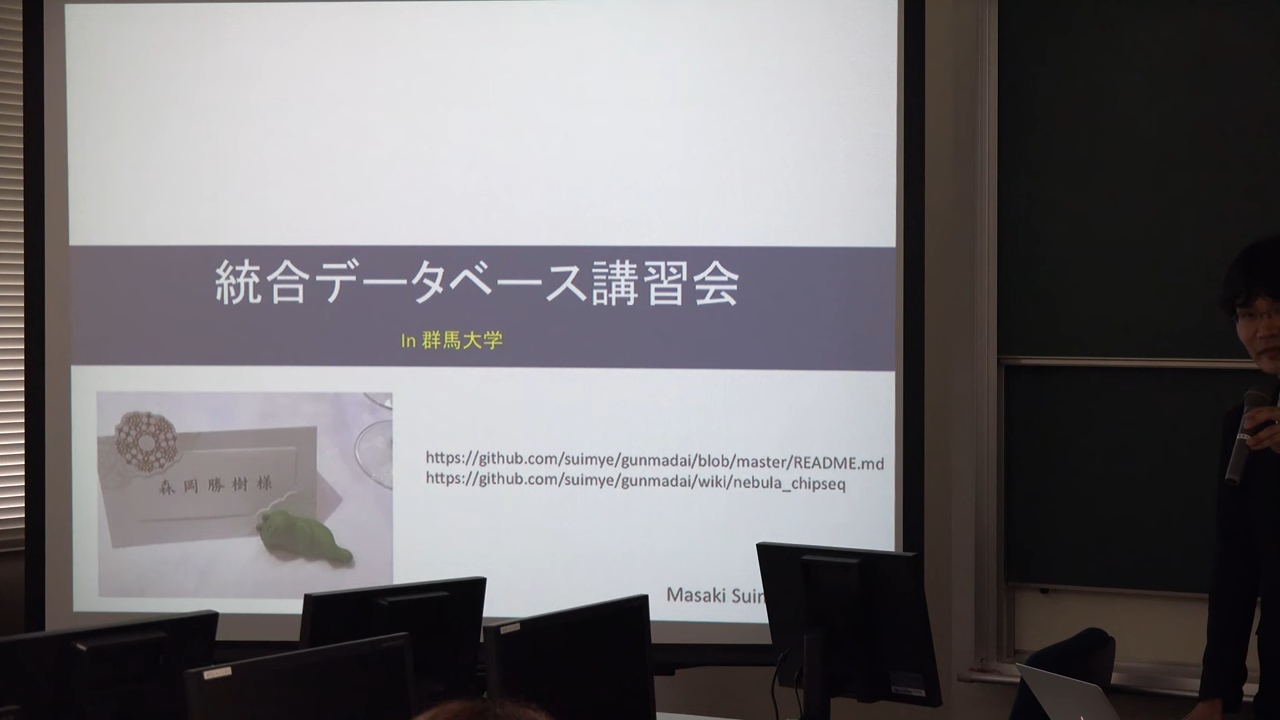 統合データベース講習会
In 群馬大学
森岡勝樹様
https://github.com/suimye/gunmadai/blob/master/README.md
https://github.com/suimye/gunmadai/wiki/nebula_chipseq
Masaki